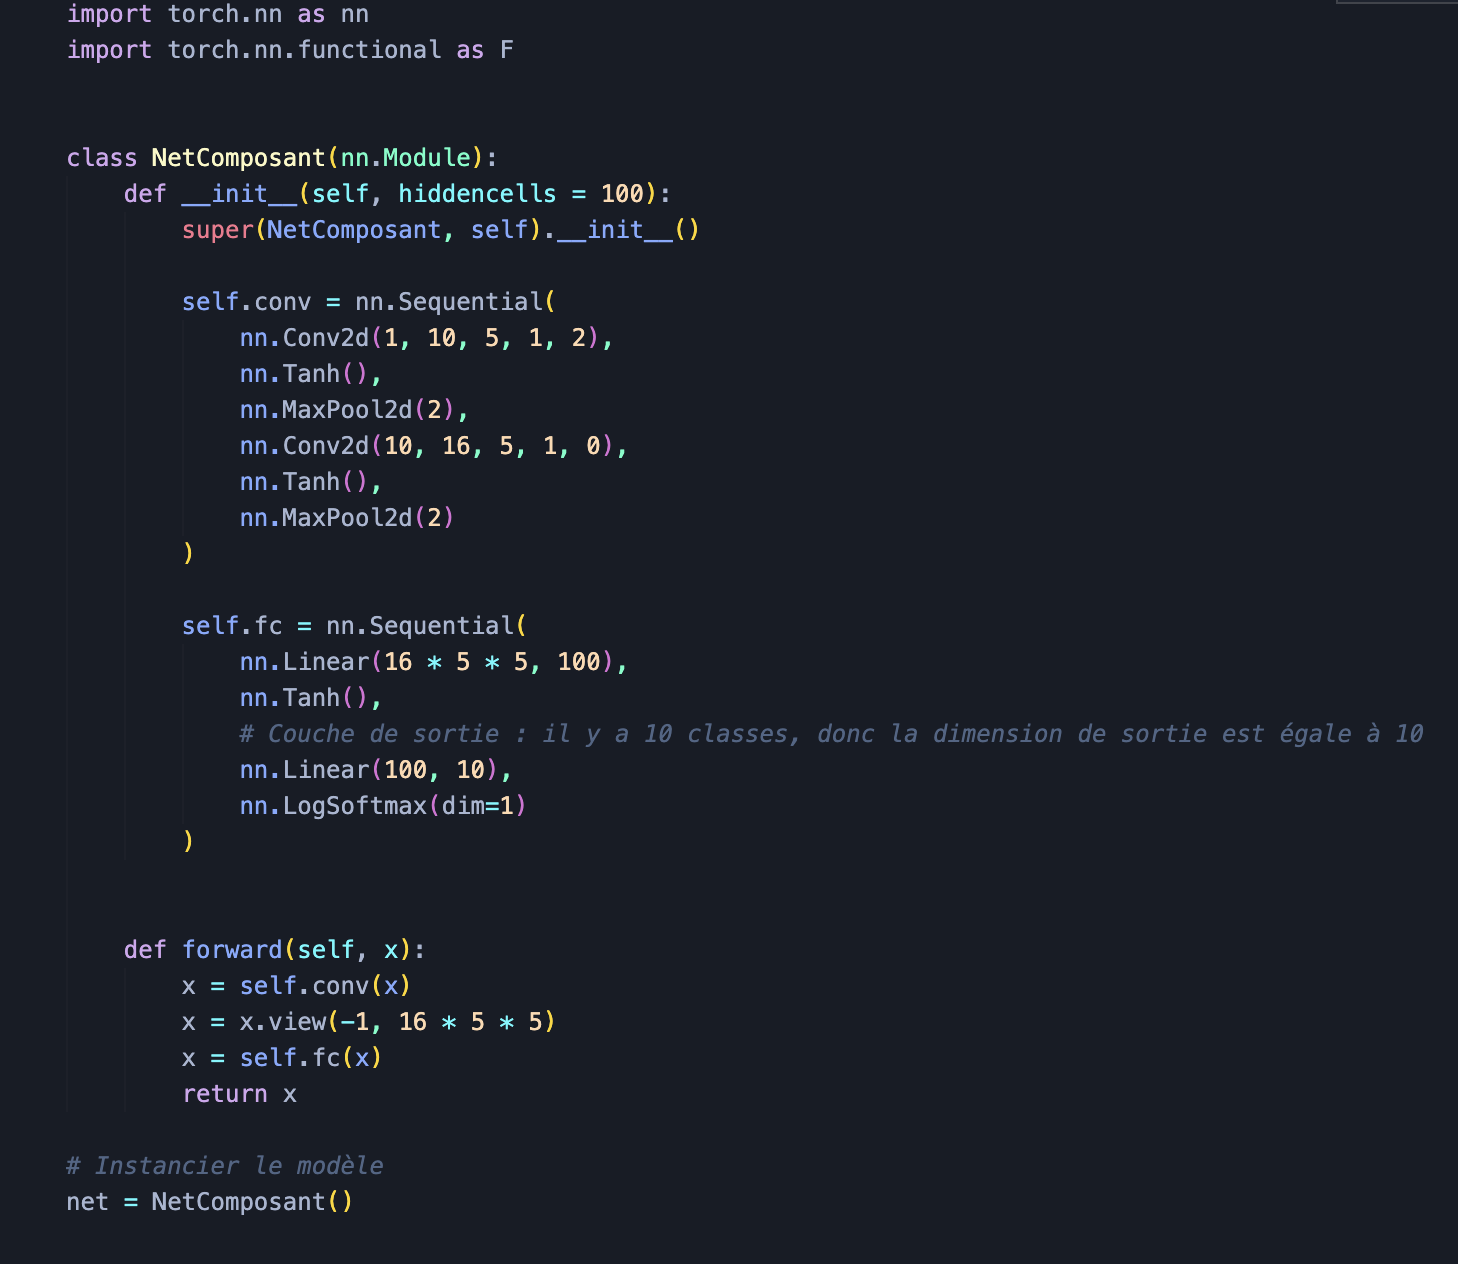 import torch.nn as nn
import torch.nn.functional as F
class NetComposant(nn.Module):
def __init__(self, hiddencells = 100):
super(NetComposant, self).__init__()
self.conv = nn.Sequential(
nn.Conv2d(1, 10, 5, 1, 2),
nn.Tanh(),
nn.MaxPool2d(2),
nn.Conv2d(10, 16, 5, 1, 0),
nn.Tanh(),
nn.MaxPool2d(2)
)
self.fc = nn.Sequential(
nn.Linear(16 * 5 * 5, 100),
nn.Tanh(),
# Couche de sortie : il y a 10 classes, donc la dimension de sortie est égale à 10
nn.Linear(100, 10),
nn.LogSoftmax(dim=1)
)
def forward(self, x):
x = self.conv(x)
x = x.view(-1, 16 * 5 * 5)
x = self.fc(x)
return x
# Instancier le modèle
net = NetComposant()